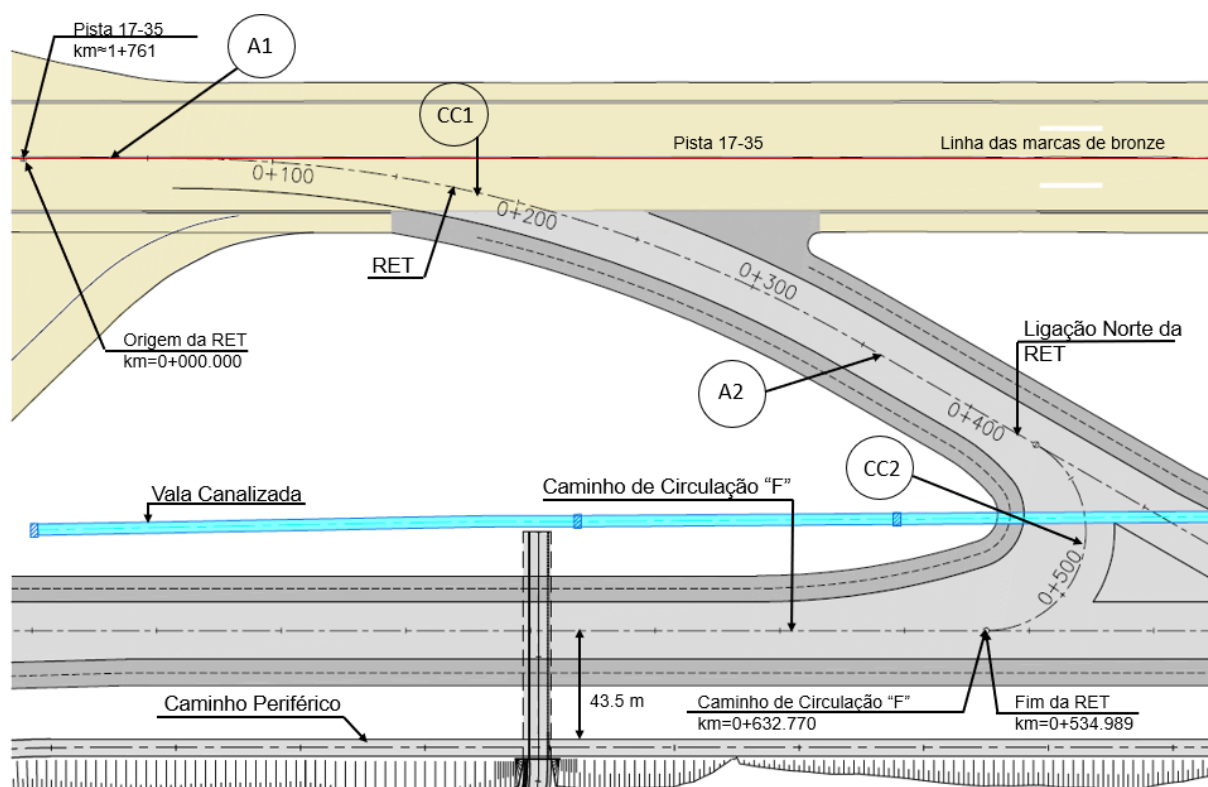 Pista 17-35
km≈1+761
A1
CC1
Pista 17-35
Linha das marcas de bronze
0+100
0+200
RET
0+300
Origem da RET
km=0+000.000
Ligação Norte da
RET
A2
0+400
CC2
Vala Canalizada
Caminho de Circulação “F”
0+500
43.5 m
Caminho Periférico
Caminho de Circulação “F”
km=0+632.770
Fim da RET
km=0+534.989